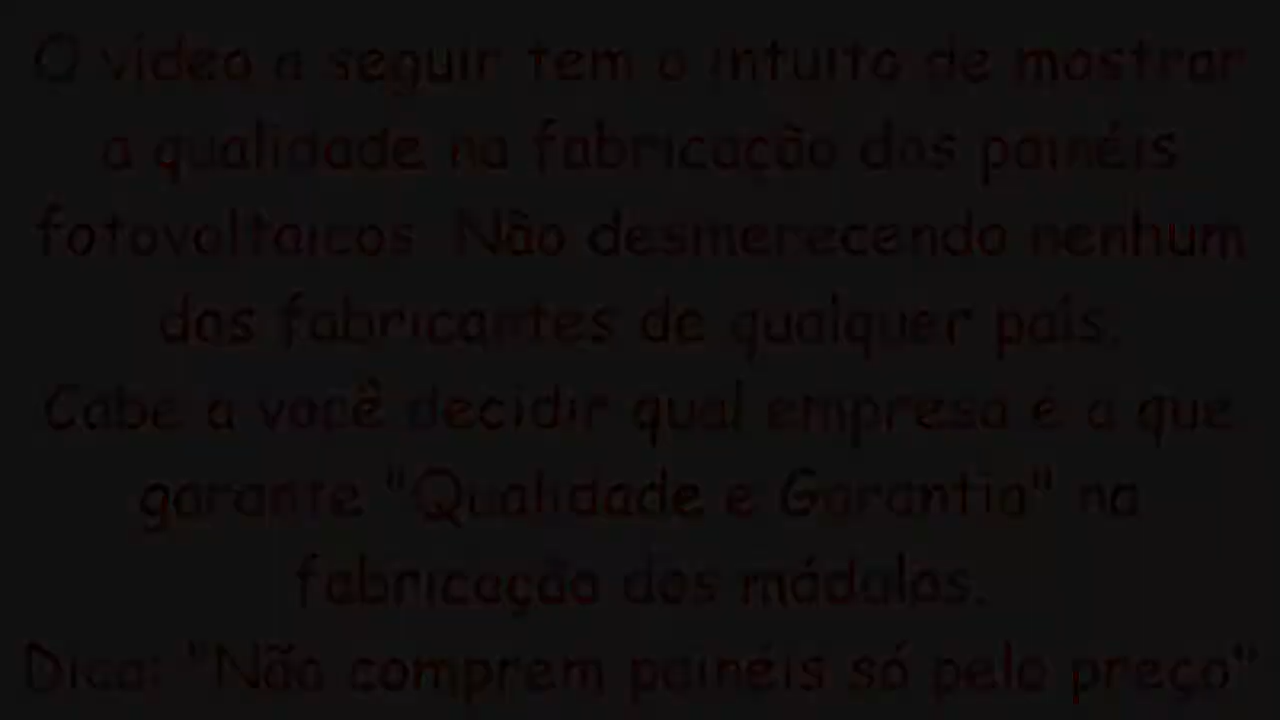 O vídeo a seguir tem o intuito de mostrar
a qualidade na fabricação dos painéis
fotovoltaicos. Não desmerecendo nenhum
dos fabricantes de qualquer país.
Cabe a você decidir qual empresa é a que
garante "Qualidade e Garantia" na
fabricação dos módulos.
Dica: "Não comprem painéis só pelo preço"